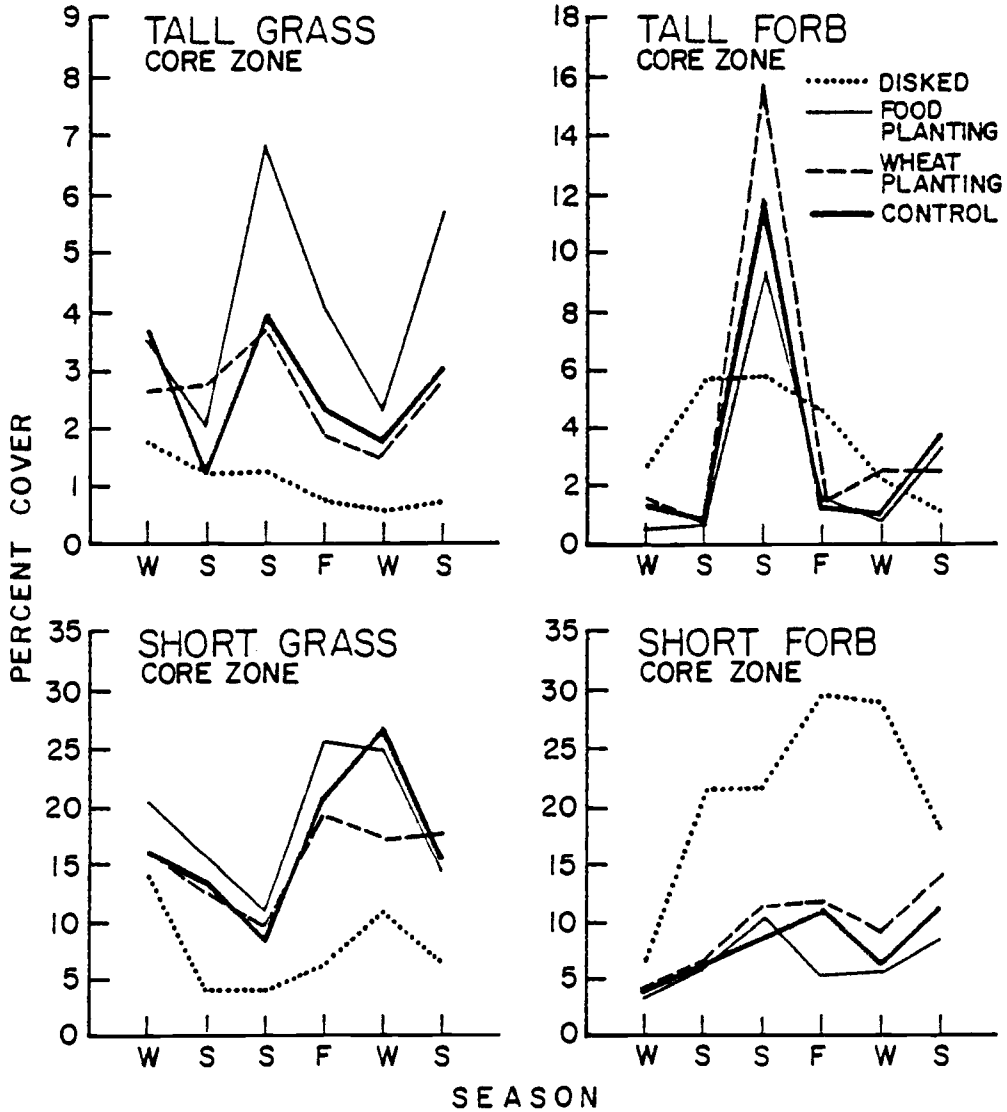 TALL GRASS
CORE ZONE
9
8
7
6
5
4
3
2
1
0
W S S F W S
TALL FORB
CORE ZONE
18
16
14
12
10
8
6
4
2
0
W S S F W S
DISKED
FOOD
PLANTING
WHEAT
PLANTING
CONTROL
PERCENT COVER
SHORT GRASS
CORE ZONE
35
30
25
20
15
10
5
0
W S S F W S
SHORT FORB
CORE ZONE
35
30
25
20
15
10
5
0
W S S F W S
SEASON